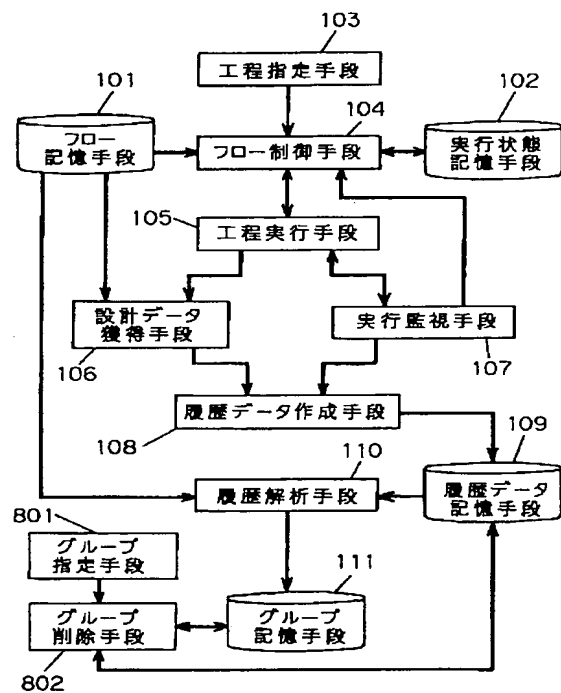 103
工程指定手段
101
フロー
記憶手段
104
フロー制御手段
102
実行状態
記憶手段
105
工程実行手段
設計データ
獲得手段
106
実行監視手段
107
履歴データ作成手段
108
109
履歴データ
記憶手段
110
履歴解析手段
801
グループ
指定手段
111
グループ
記憶手段
グループ
削除手段
802